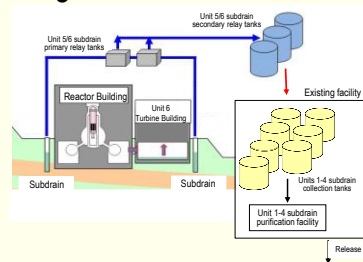 Unit 5/6 subdrain
secondary relay tanks
Unit 5/6 subdrain
primary relay tanks
Existing facility
Reactor Building
Unit 6
Turbine Building
Subdrain
Subdrain
Units 1-4 subdrain
collection tanks
Unit 1-4 subdrain
purification facility
Release